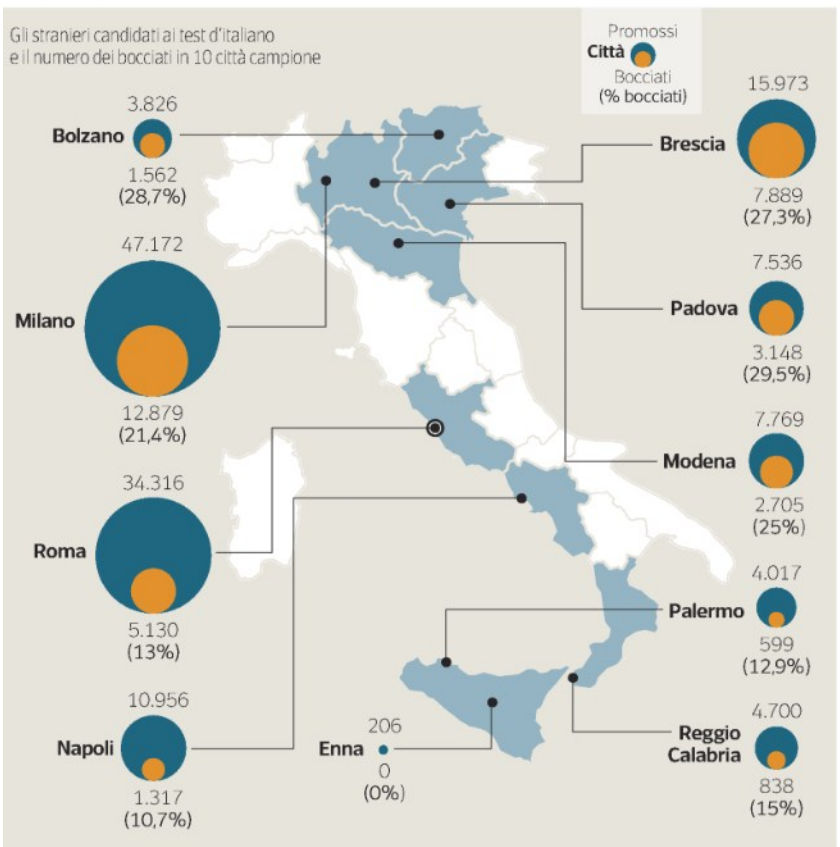 Gli stranieri candidati ai test d'italiano
e il numero dei bocciati in 10 città campione
Promossi
Città
Bocciati
(% bocciati)
3.826
Bolzano
1.562
(28,7%)
47.172
Milano
12.879
(21,4%)
34.316
Roma
5.130
(13%)
10.956
Napoli
1.317
(10,7%)
206
Enna
0
(0%)
15.973
Brescia
7.889
(27,3%)
7.536
Padova
3.148
(29,5%)
7.769
Modena
2.705
(25%)
4.017
Palermo
599
(12,9%)
4.700
Reggio
Calabria
838
(15%)